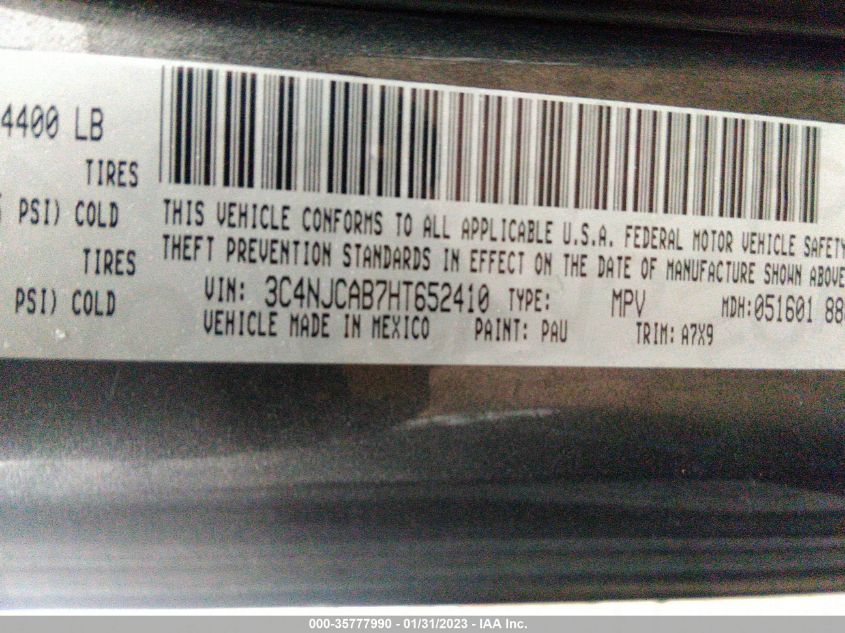 4400 LB
TIRES
PSI) COLD
TIRES
PSI) COLD
THIS VEHICLE CONFORMS TO ALL APPLICABLE U.S.A. FEDERAL MOTOR VEHICLE SAFETY
THEFT PREVENTION STANDARDS IN EFFECT ON THE DATE OF MANUFACTURE SHOWN ABOVE
VIN: 3C4NJCAB7HT652410 TYPE: MPV MDH:051601 88
VEHICLE MADE IN MEXICO PAINT: PAU TRIM: A7X9
000-35777990 - 01/31/2023 - IAA Inc.